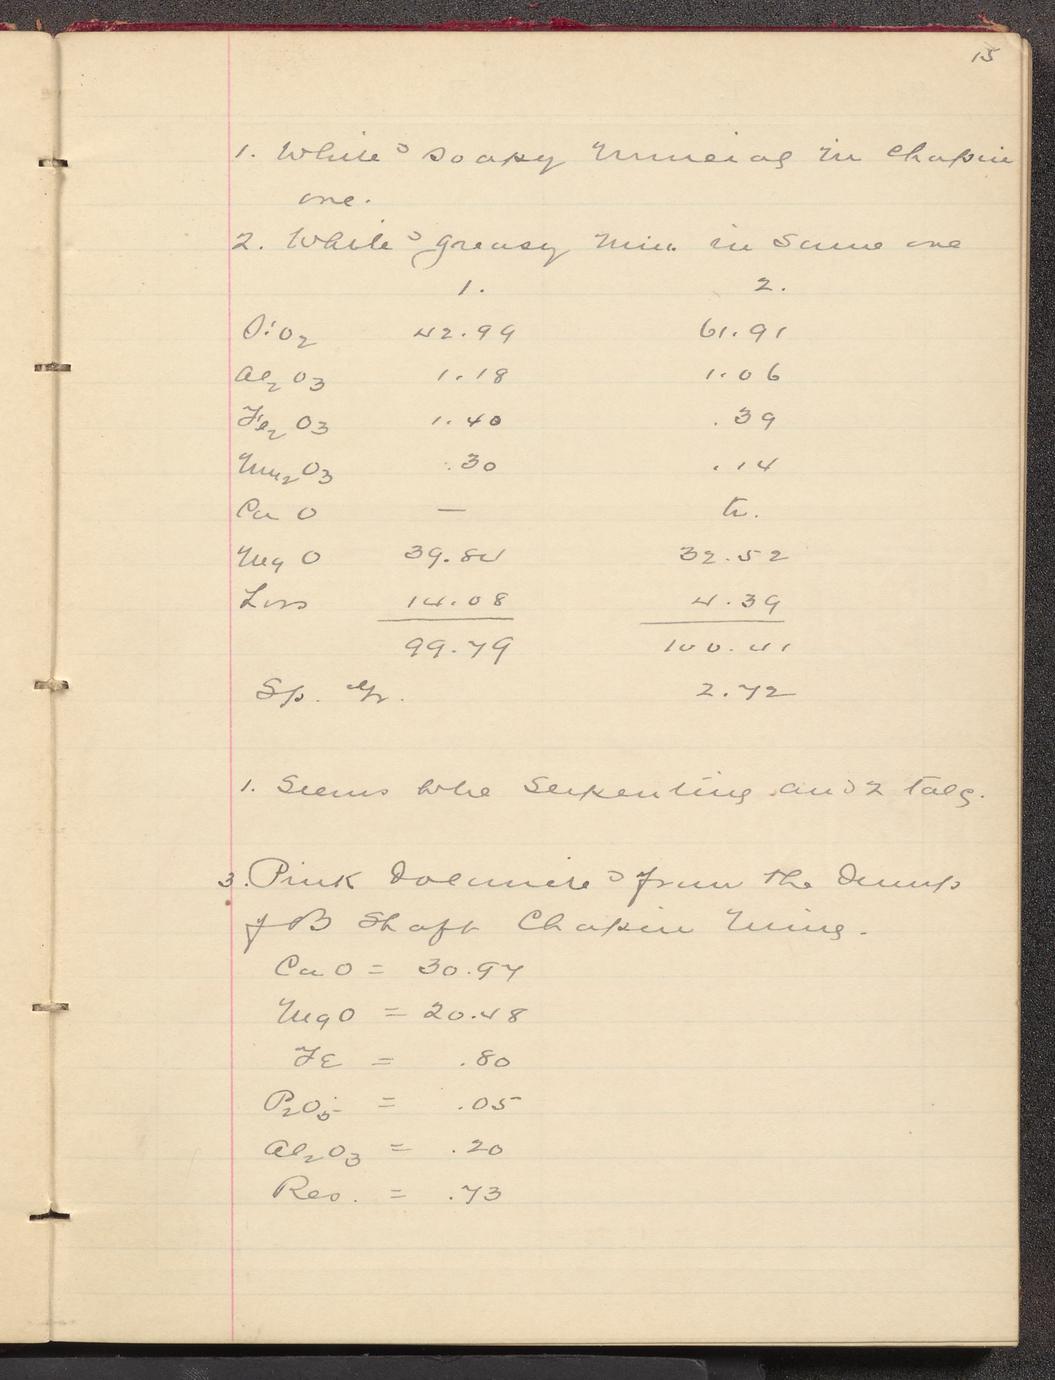 15
1. White soapy mineral in Chapin
ore.
2. White greasy min. in same ore
1. 2.
SiO2 42.99 61.91
Al2O3 1.18 1.06
Fe2O3 1.40 .39
Mn2O3 .30 .14
CaO — tr.
MgO 39.84 32.52
Loss 14.08 4.39
99.79 100.41
Sp. Gr. 2.72
1. Seems to be Serpentine and 2 talc.
3. Pink Dolomite from the Dump
of B Shaft Chapin Mine.
CaO = 30.97
MgO = 20.48
Fe = .80
P2O5 = .05
Al2O3 = .20
Res. = .73